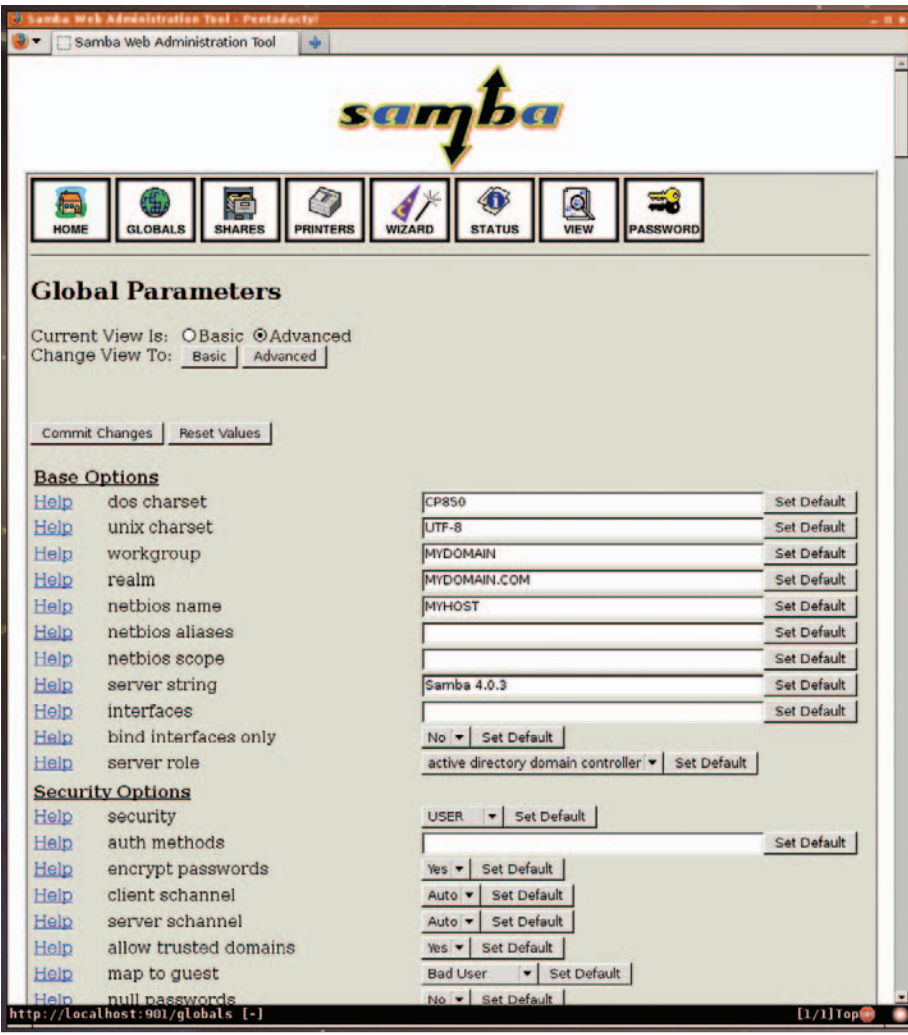 Samba Web Administration Tool - Pentadactyl
Samba Web Administration Tool
samba
HOME GLOBALS SHARES PRINTERS WIZARD STATUS VIEW PASSWORD
Global Parameters
Current View Is: Basic Advanced
Change View To: Basic Advanced
Commit Changes Reset Values
Base Options
Help dos charset CP850 Set Default
Help unix charset UTF-8 Set Default
Help workgroup MYDOMAIN Set Default
Help realm MYDOMAIN.COM Set Default
Help netbios name MYHOST Set Default
Help netbios aliases Set Default
Help netbios scope Set Default
Help server string Samba 4.0.3 Set Default
Help interfaces Set Default
Help bind interfaces only No Set Default
Help server role active directory domain controller Set Default
Security Options
Help security USER Set Default
Help auth methods Set Default
Help encrypt passwords Yes Set Default
Help client schannel Auto Set Default
Help server schannel Auto Set Default
Help allow trusted domains Yes Set Default
Help map to guest Bad User Set Default
Help null passwords No Set Default
http://localhost:901/globals [-] [1/1]Top